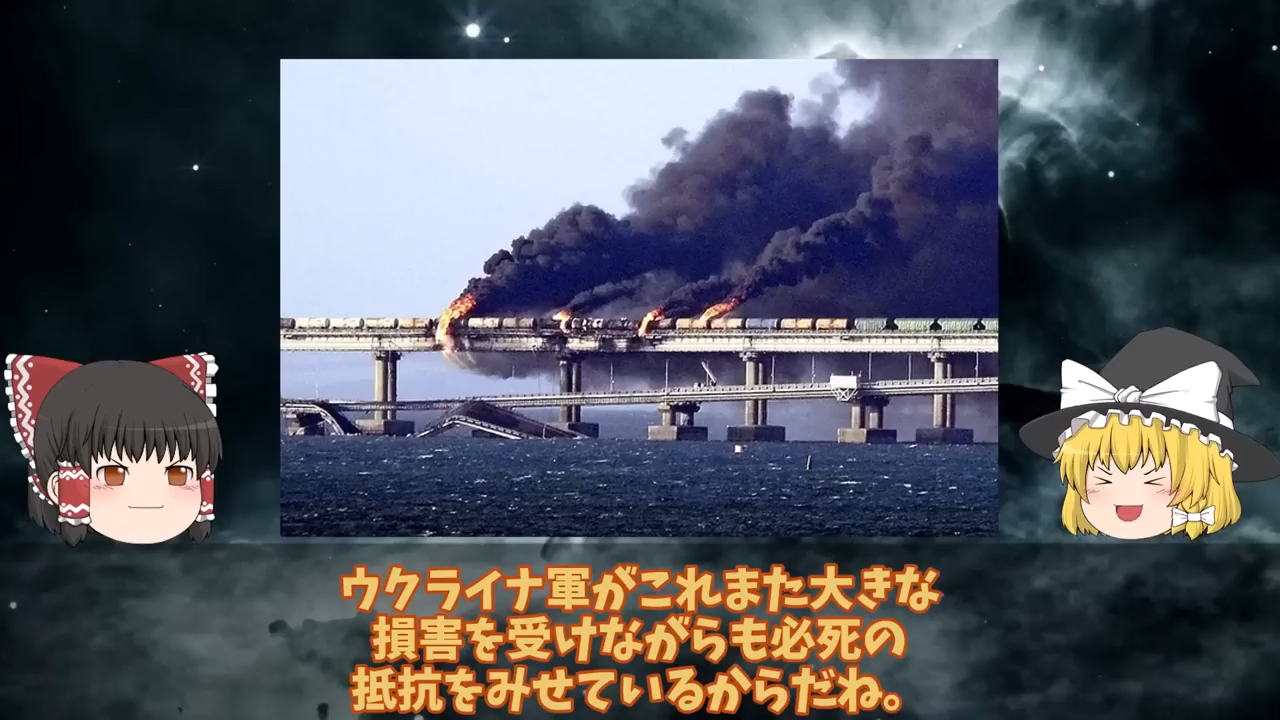 ウクライナ軍がこれまた大きな
損害を受けながらも必死の
抵抗をみせているからだね。